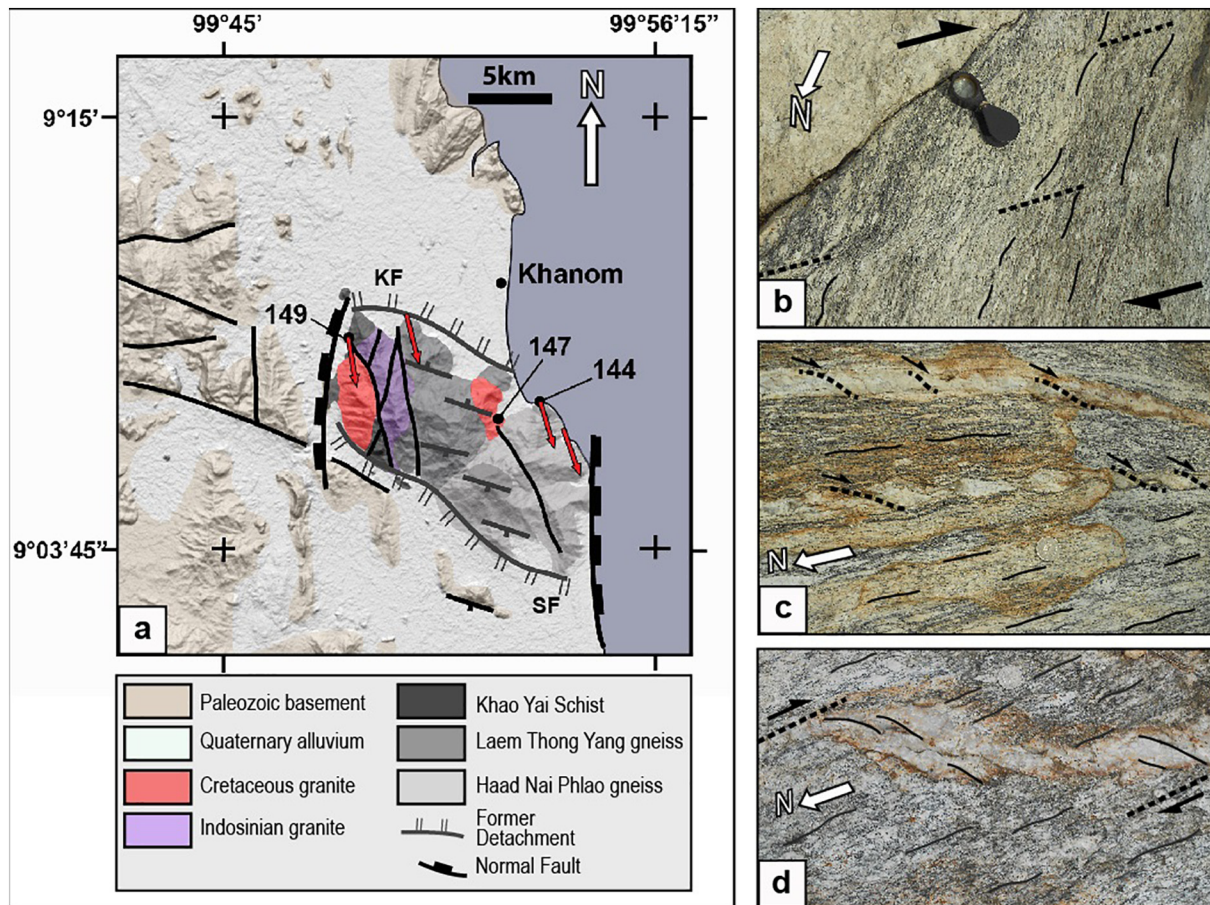 99°45’
99°56’15”
9°15’
5km
N
Khanom
KF
149
147
144
9°03’45”
SF
a
Paleozoic basement
Quaternary alluvium
Cretaceous granite
Indosinian granite
Khao Yai Schist
Laem Thong Yang gneiss
Haad Nai Phlao gneiss
Former
Detachment
Normal Fault
N
b
N
c
N
d